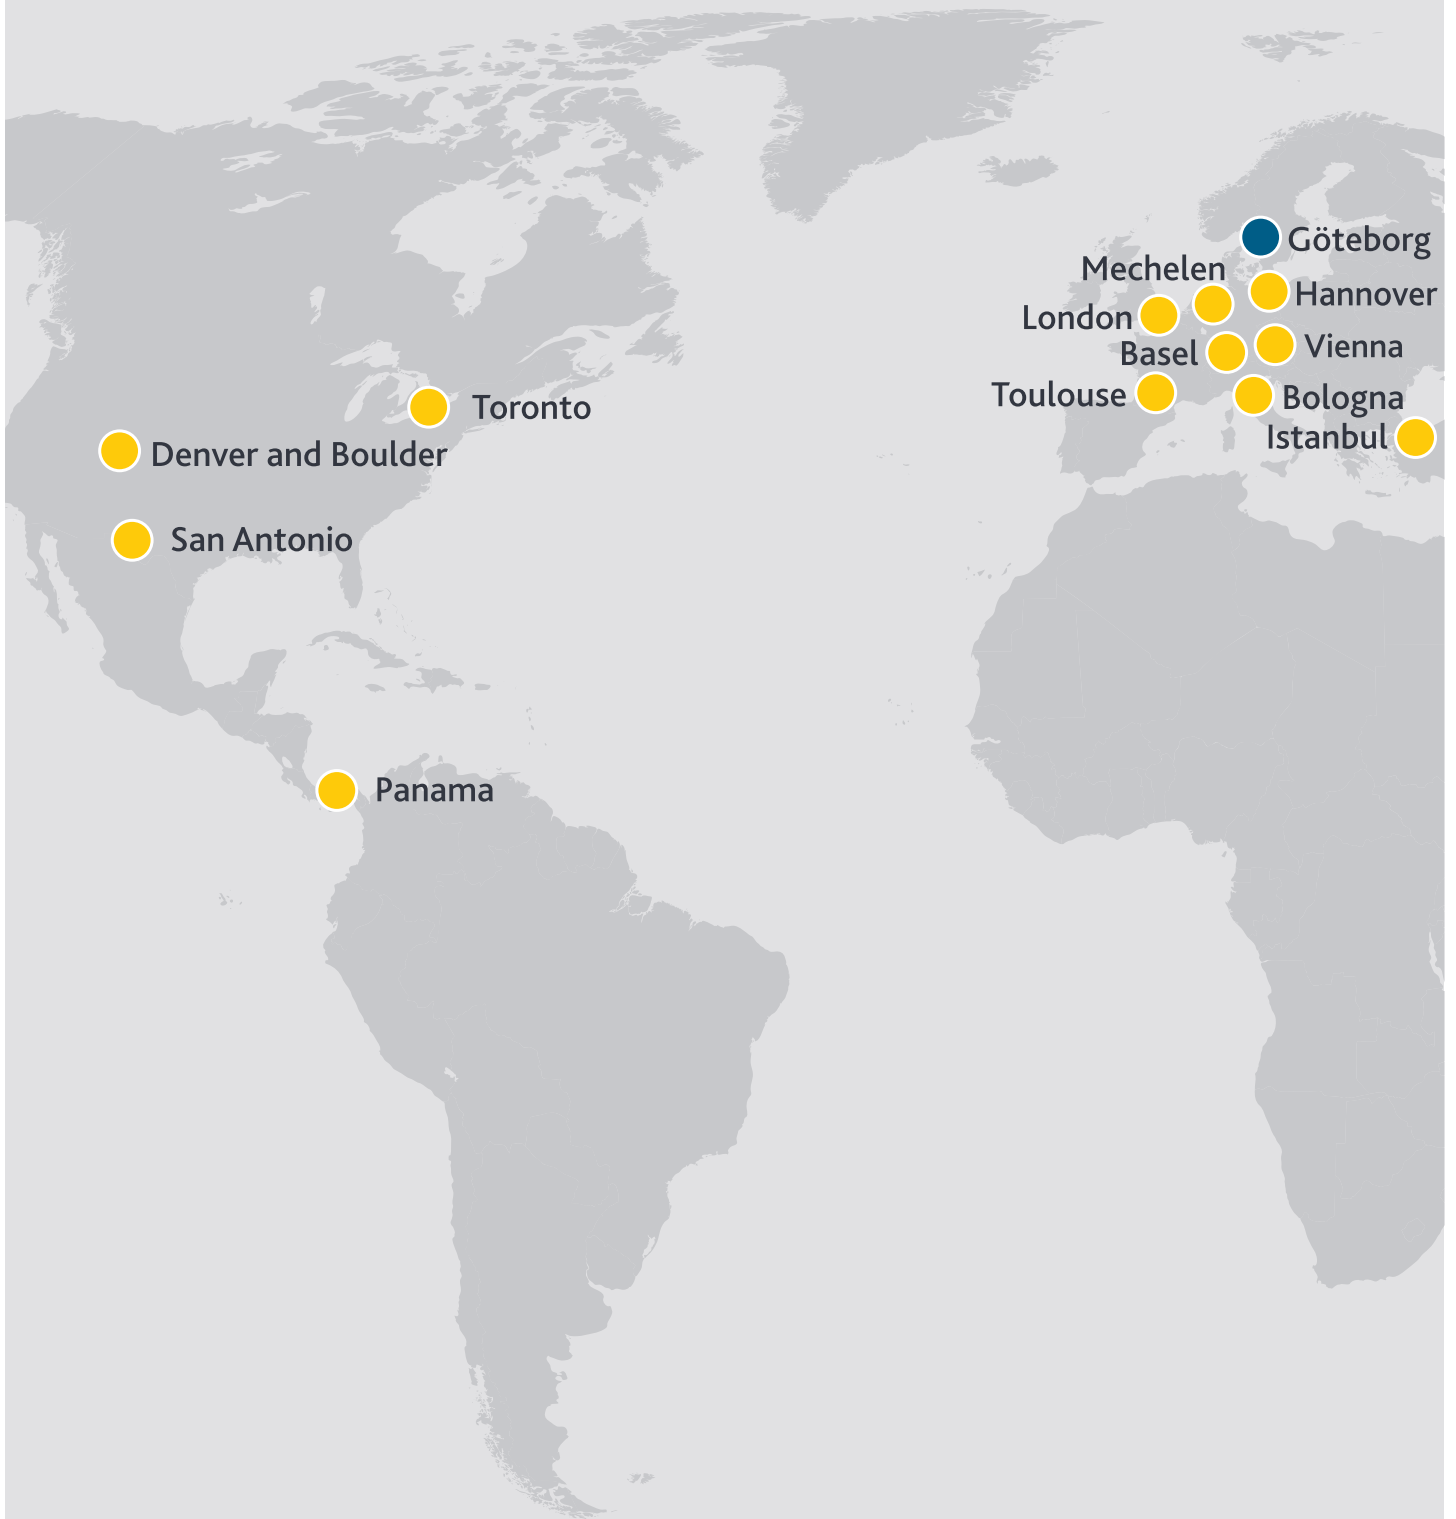 Göteborg
Mechelen
Hannover
London
Vienna
Basel
Toulouse
Bologna
Toronto
Istanbul
Denver and Boulder
San Antonio
Panama